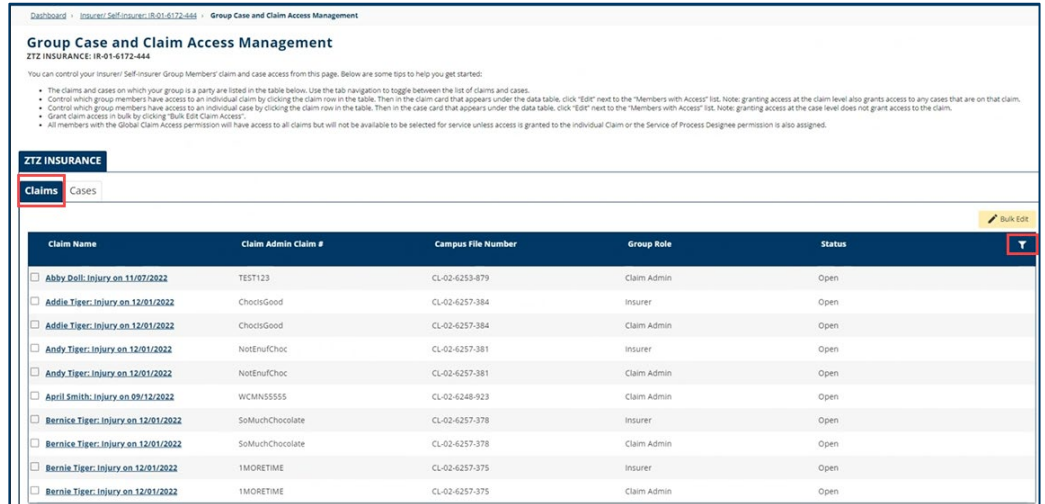 Dashboard › Insurer/ Self-insurer: IR-01-6172-444 › Group Case and Claim Access Management
Group Case and Claim Access Management
ZTZ INSURANCE: IR-01-6172-444
You can control your Insurer/ Self-insurer Group Members' claim and case access from this page. Below are some tips to help you get started:
• The claims and cases on which your group is a party are listed in the table below. Use the tab navigation to toggle between the list of claims and cases.
• Control which group members have access to an individual claim by clicking the claim row in the table. Then in the claim card that appears under the data table, click "Edit" next to the "Members with Access" list. Note: granting access at the claim level also grants access to any cases that are on that claim.
• Control which group members have access to an individual case by clicking the claim row in the table. Then in the case card that appears under the data table, click "Edit" next to the "Members with Access" list. Note: granting access at the case level does not grant access to the claim.
• Grant claim access in bulk by clicking "Bulk Edit Claim Access".
• All members with the Global Claim Access permission will have access to all claims but will not be available to be selected for service unless access is granted to the individual Claim or the Service of Process Designee permission is also assigned.
ZTZ INSURANCE
Claims Cases
Bulk Edit
Claim Name Claim Admin Claim # Campus File Number Group Role Status
Abby Doll: Injury on 11/07/2022 TEST123 CL-02-6253-879 Claim Admin Open
Addie Tiger: Injury on 12/01/2022 ChocIsGood CL-02-6257-384 Insurer Open
Addie Tiger: Injury on 12/01/2022 ChocIsGood CL-02-6257-384 Claim Admin Open
Andy Tiger: Injury on 12/01/2022 NotEnufChoc CL-02-6257-381 Insurer Open
Andy Tiger: Injury on 12/01/2022 NotEnufChoc CL-02-6257-381 Claim Admin Open
April Smith: Injury on 09/12/2022 WCMN55555 CL-02-6248-923 Claim Admin Open
Bernice Tiger: Injury on 12/01/2022 SoMuchChocolate CL-02-6257-378 Insurer Open
Bernice Tiger: Injury on 12/01/2022 SoMuchChocolate CL-02-6257-378 Claim Admin Open
Bernie Tiger: Injury on 12/01/2022 1MORETIME CL-02-6257-375 Insurer Open
Bernie Tiger: Injury on 12/01/2022 1MORETIME CL-02-6257-375 Claim Admin Open